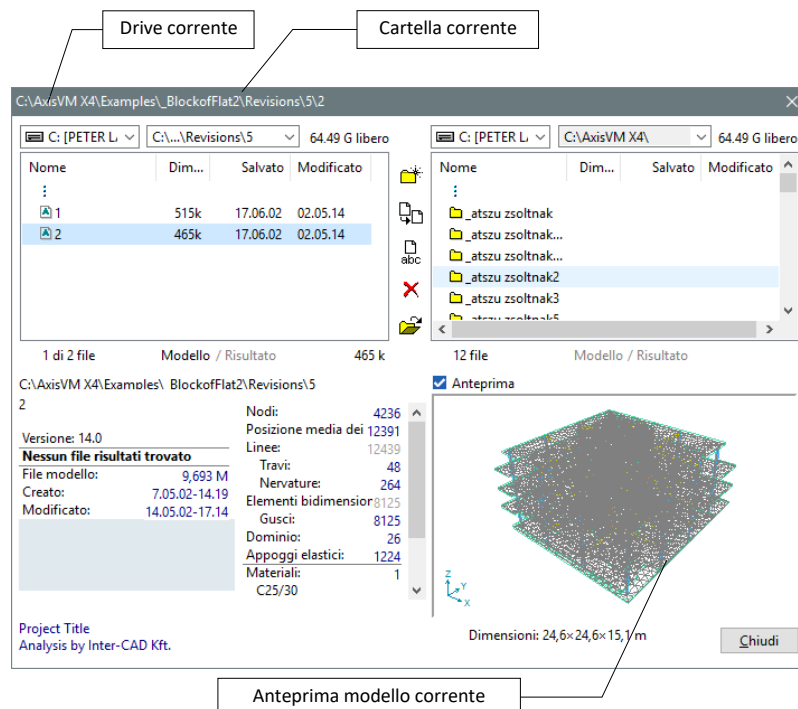 Drive corrente
Cartella corrente
C:\AxisVM X4\Examples\_BlockofFlat2\Revisions\5\2
C: [PETER L
C:\...\Revisions\5
64.49 G libero
C: [PETER L
C:\AxisVM X4\
64.49 G libero
Nome Dim... Salvato Modificato
1 515k 17.06.02 02.05.14
2 465k 17.06.02 02.05.14
abc
Nome Dim... Salvato Modificato
_atszu zsoltnak
_atszu zsoltnak...
_atszu zsoltnak...
_atszu zsoltnak2
_atszu zsoltnak3
_atszu zsoltnak5
1 di 2 file Modello / Risultato 465 k
12 file Modello / Risultato
C:\AxisVM X4\Examples\_BlockofFlat2\Revisions\5
2
Versione: 14.0
Nessun file risultati trovato
File modello: 9,693 M
Creato: 7.05.02-14.19
Modificato: 14.05.02-17.14
Nodi: 4236
Posizione media dei 12391
Linee: 12439
Travi: 48
Nervature: 264
Elementi bidimensior 8125
Gusci: 8125
Dominio: 26
Appoggi elastici: 1224
Materiali: 1
C25/30
Anteprima
Z
Y
X
Project Title
Analysis by Inter-CAD Kft.
Dimensioni: 24,6×24,6×15,1 m
Chiudi
Anteprima modello corrente